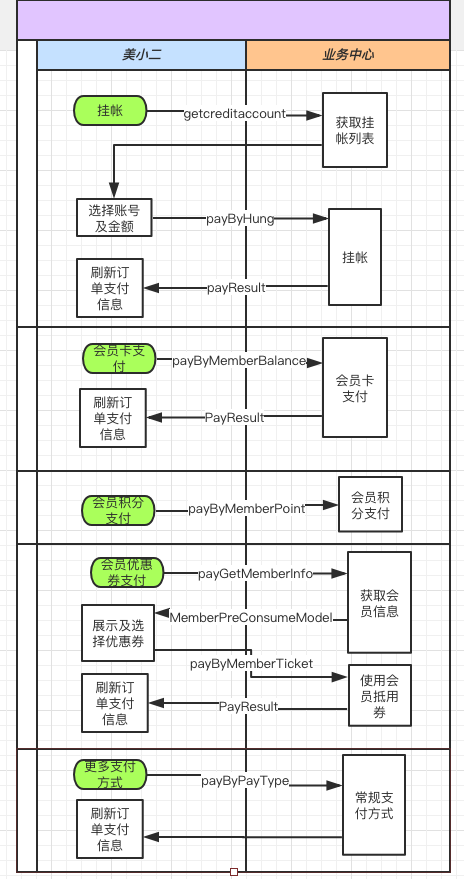 美小二
业务中心
挂帐
getcreditaccount
获取挂
帐列表
选择账号
及金额
payByHung
挂帐
刷新订
单支付
信息
payResult
会员卡支
付
payByMemberBalance
会员卡
支付
刷新订
单支付
信息
PayResult
会员积分
支付
payByMemberPoint
会员积
分支付
会员优惠
券支付
payGetMemberInfo
获取会
员信息
MemberPreConsumeModel
展示及选
择优惠券
payByMemberTicket
使用会
员抵用
券
刷新订
单支付
信息
PayResult
更多支付
方式
payByPayType
常规支
付方式
刷新订
单支付
信息